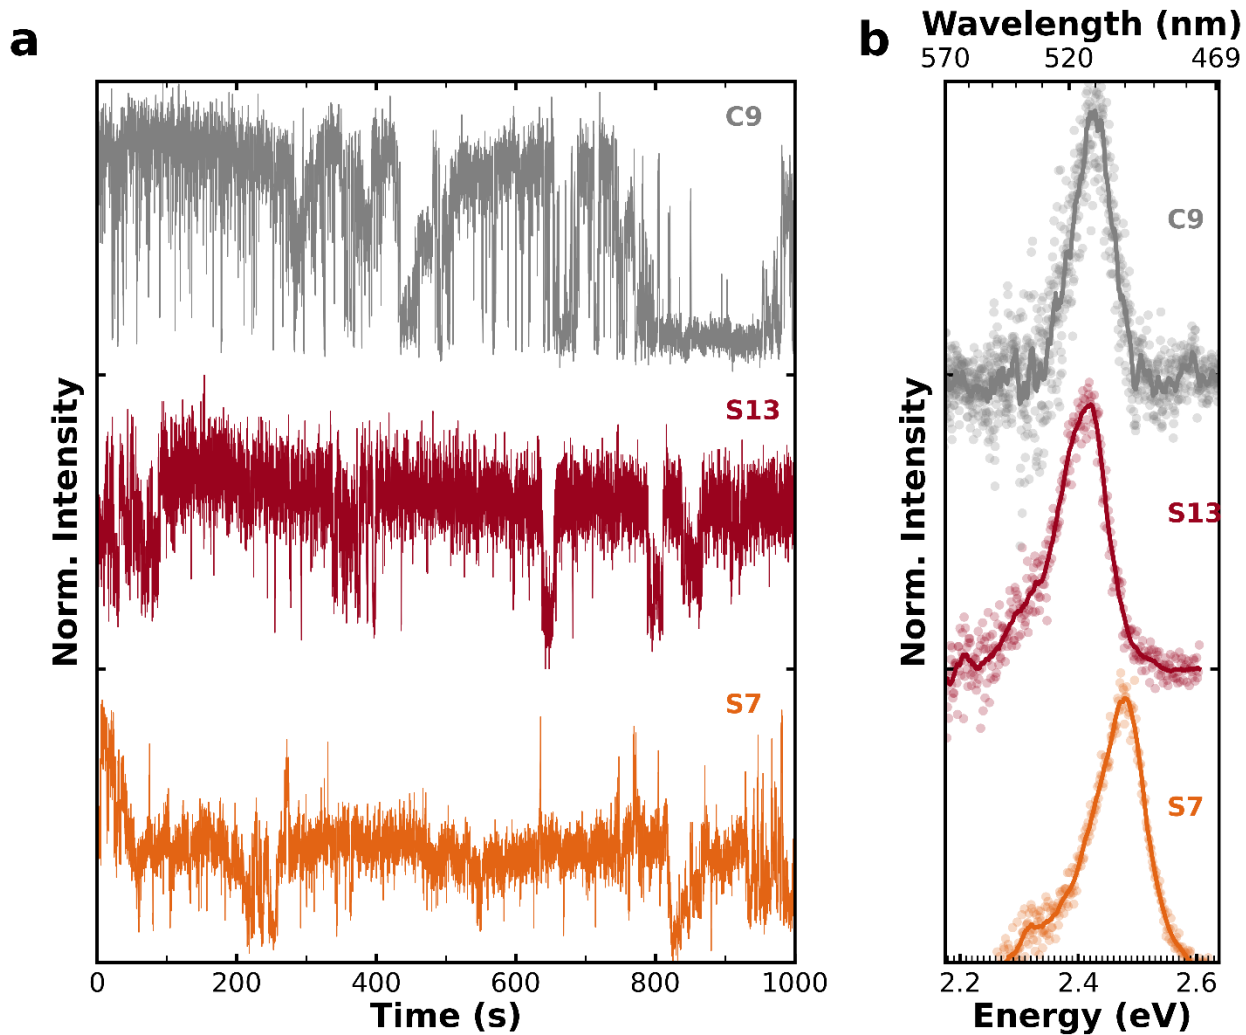 a
C9
S13
S7
Norm. Intensity
0 200 400 600 800 1000
Time (s)
b
Wavelength (nm)
570 520 469
C9
S13
S7
Norm. Intensity
2.2 2.4 2.6
Energy (eV)